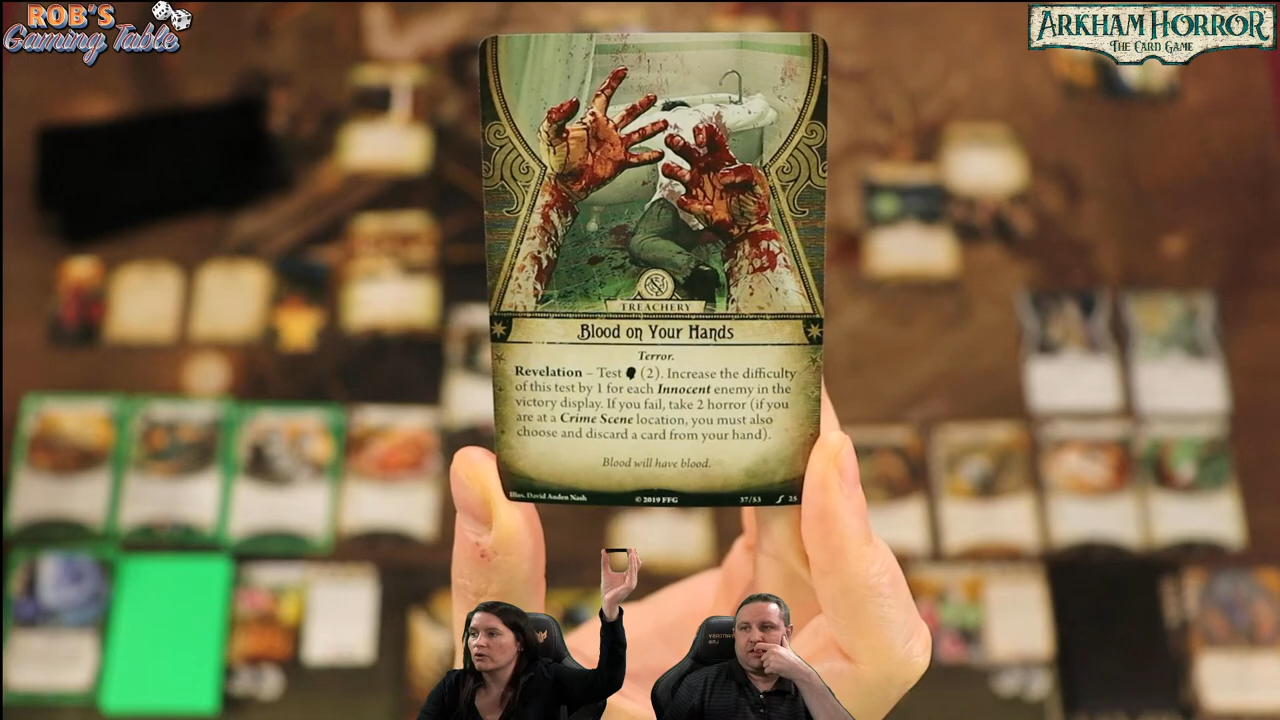 ROB'S
Gaming Table
ARKHAM HORROR
THE CARD GAME
TREACHERY
Blood on Your Hands
Terror.
Revelation – Test (2). Increase the difficulty
of this test by 1 for each Innocent enemy in the
victory display. If you fail, take 2 horror (if you
are at a Crime Scene location, you must also
choose and discard a card from your hand).
Blood will have blood.
Illus. David Auden Nash
© 2019 FFG
37/53
25